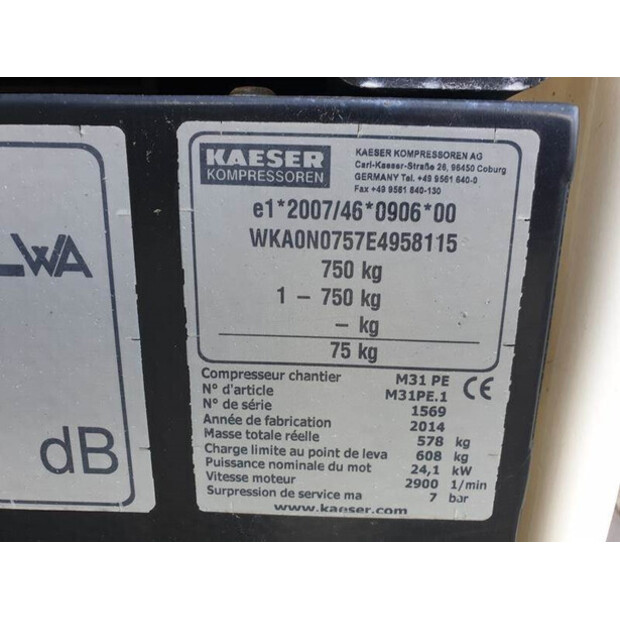 LWA
dB
KAESER
KOMPRESSOREN
KAESER KOMPRESSOREN AG
Carl-Kaeser-Straße 26, 96450 Coburg
GERMANY Tel. +49 9561 640-0
Fax +49 9561 640-130
e1*2007/46*0906*00
WKA0N0757E4958115
750 kg
1 – 750 kg
– kg
75 kg
Compresseur chantier M31 PE CE
N° d'article M31PE.1
N° de série 1569
Année de fabrication 2014
Masse totale réelle 578 kg
Charge limite au point de leva 608 kg
Puissance nominale du mot 24,1 kW
Vitesse moteur 2900 1/min
Surpression de service ma 7 bar
www.kaeser.com